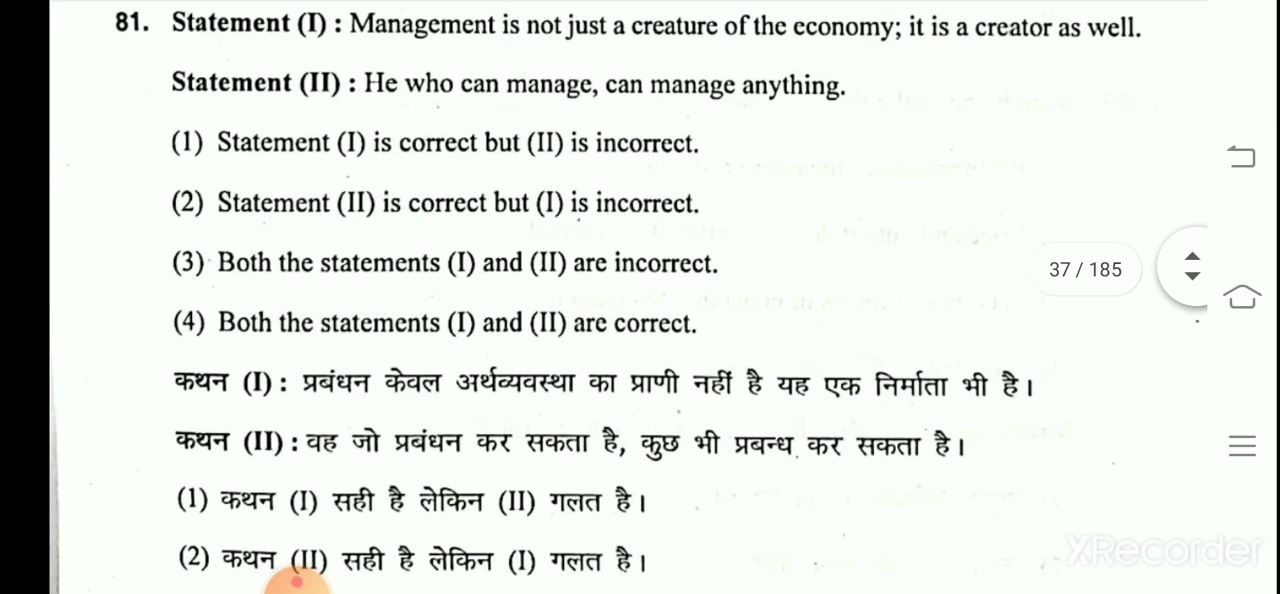 81. Statement (I) : Management is not just a creature of the economy; it is a creator as well.
Statement (II) : He who can manage, can manage anything.
(1) Statement (I) is correct but (II) is incorrect.
(2) Statement (II) is correct but (I) is incorrect.
(3) Both the statements (I) and (II) are incorrect.
37 / 185
(4) Both the statements (I) and (II) are correct.
कथन (I) : प्रबंधन केवल अर्थव्यवस्था का प्राणी नहीं है यह एक निर्माता भी है।
कथन (II) : वह जो प्रबंधन कर सकता है, कुछ भी प्रबन्ध कर सकता है।
(1) कथन (I) सही है लेकिन (II) गलत है।
(2) कथन (II) सही है लेकिन (I) गलत है।
XRecorder